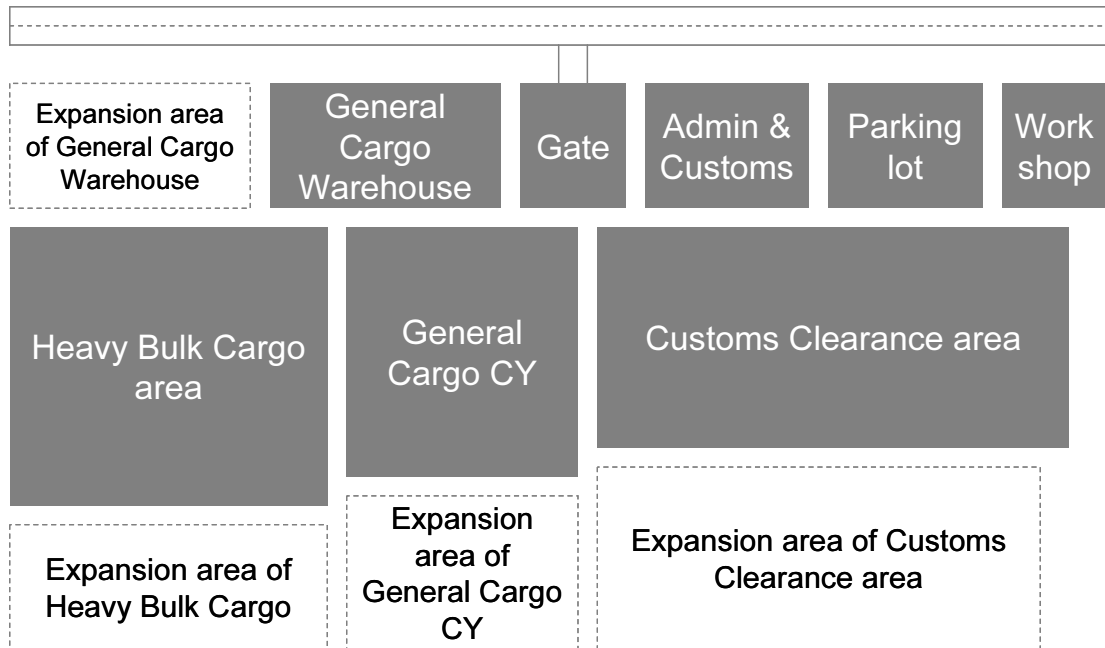 Expansion area
of General Cargo
Warehouse
General
Cargo
Warehouse
Gate
Admin &
Customs
Parking
lot
Work
shop
Heavy Bulk Cargo
area
General
Cargo CY
Customs Clearance area
Expansion area of
Heavy Bulk Cargo
Expansion
area of
General Cargo
CY
Expansion area of Customs
Clearance area